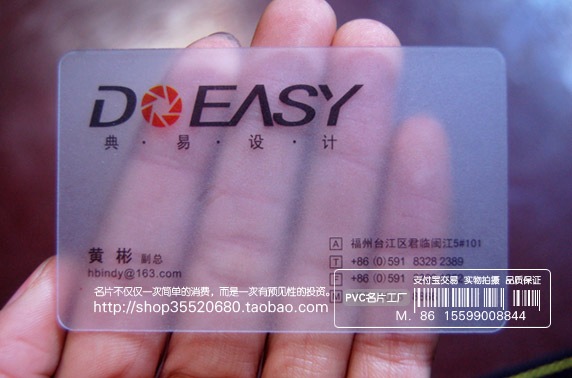 DOEASY
典·易·设·计
黄 彬 副总
hbindy@163.com
A 福州台江区君临闽江5#101
T +86 (0)591 8328 2389
F +86 (0)591
名片不仅仅一次简单的消费，而是一次有预见性的投资。
http://shop35520680.taobao.com
支付宝交易 实物拍摄 品质保证
PVC名片工厂
M. 86 15599008844